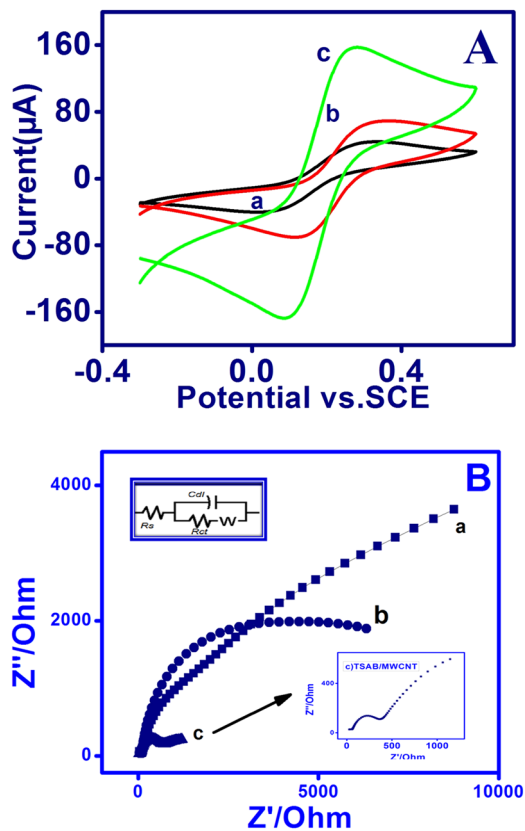 A
160
80
0
-80
-160
Current(µA)
c
b
a
-0.4
0.0
0.4
Potential vs.SCE
B
4000
2000
0
Z''/Ohm
Cdl
Rs
Rct
W
a
b
c
c)TSAB/MWCNT
400
0
Z''/Ohm
0
500
1000
Z'/Ohm
0
5000
10000
Z'/Ohm